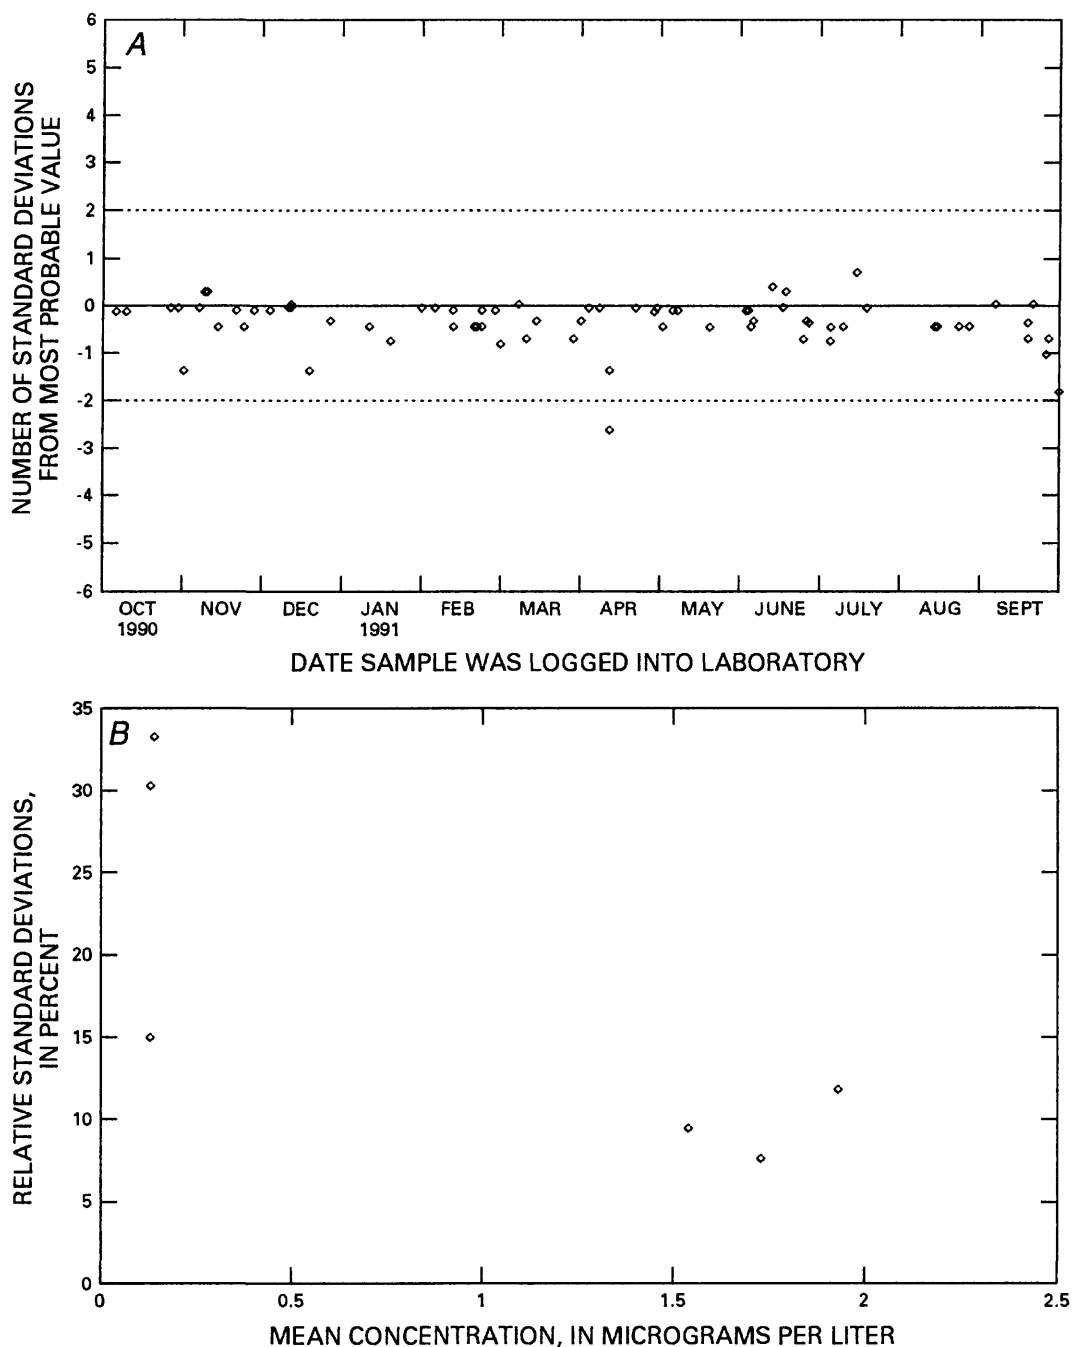 A
6
5
4
3
2
1
0
-1
-2
-3
-4
-5
-6
NUMBER OF STANDARD DEVIATIONS
FROM MOST PROBABLE VALUE
OCT NOV DEC JAN FEB MAR APR MAY JUNE JULY AUG SEPT
1990 1991
DATE SAMPLE WAS LOGGED INTO LABORATORY
B
35
30
25
20
15
10
5
0
RELATIVE STANDARD DEVIATIONS,
IN PERCENT
0 0.5 1 1.5 2 2.5
MEAN CONCENTRATION, IN MICROGRAMS PER LITER